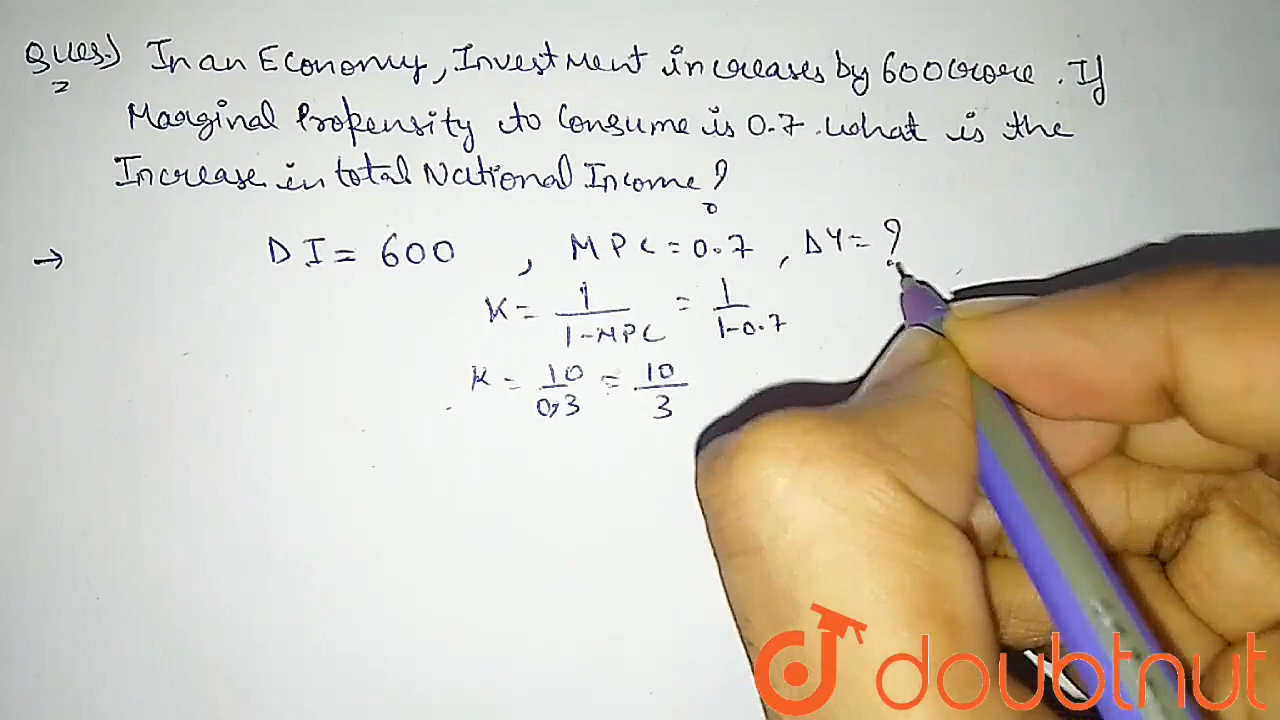 Ques.) In an Economy, Investment increases by 600 crore. If
Marginal Propensity to Consume is 0.7. What is the
Increase in total National Income?
→ DI = 600, MPC = 0.7, ΔY = ?
K = 1/1-MPC = 1/1-0.7
K = 10/0.3 = 10/3
doubtnut